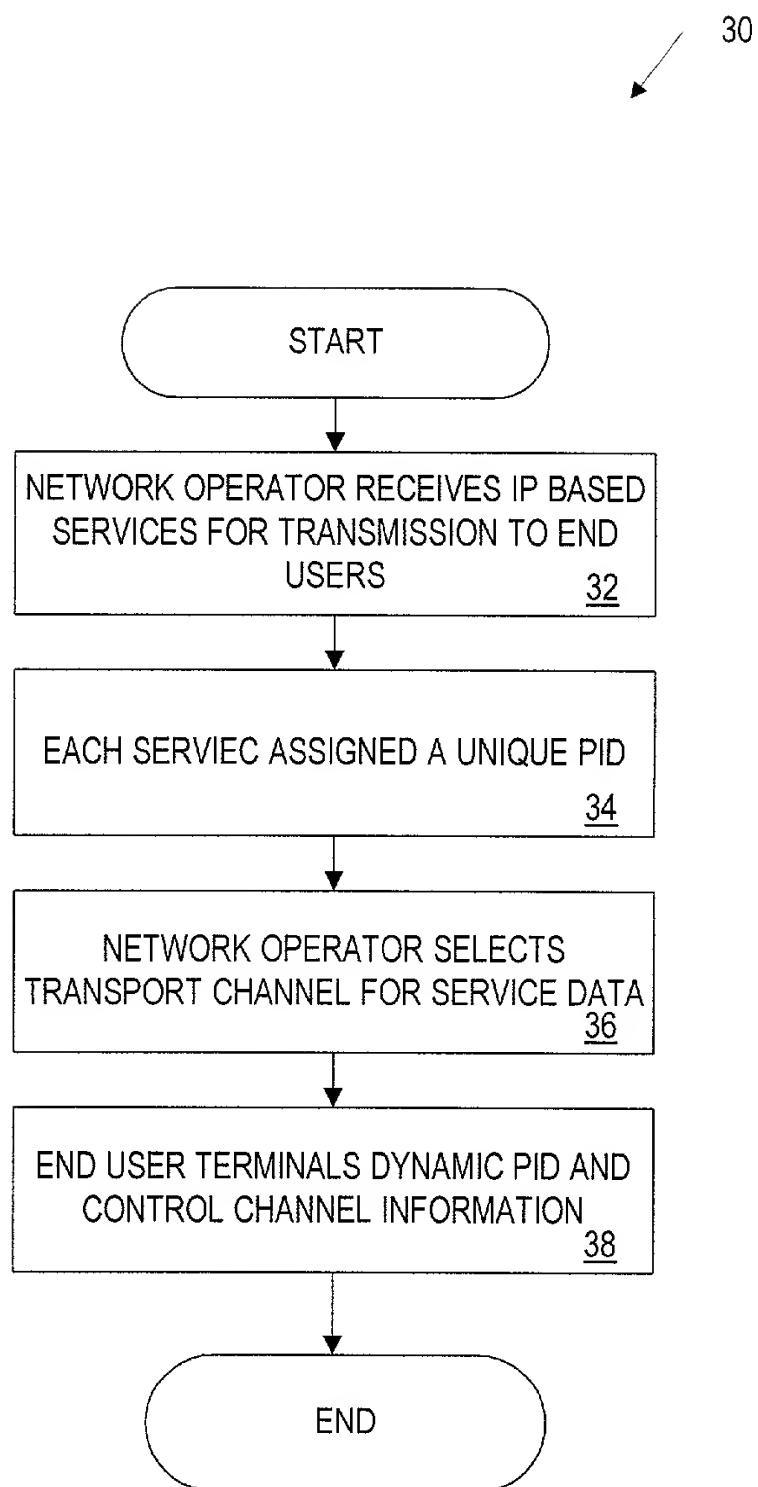 30
START
NETWORK OPERATOR RECEIVES IP BASED
SERVICES FOR TRANSMISSION TO END
USERS
32
EACH SERVIEC ASSIGNED A UNIQUE PID
34
NETWORK OPERATOR SELECTS
TRANSPORT CHANNEL FOR SERVICE DATA
36
END USER TERMINALS DYNAMIC PID AND
CONTROL CHANNEL INFORMATION
38
END